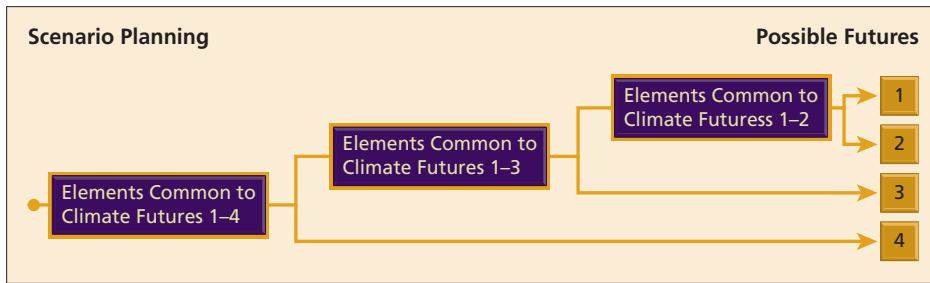 Scenario Planning
Possible Futures
Elements Common to
Climate Futuress 1–2
1
2
Elements Common to
Climate Futures 1–3
3
Elements Common to
Climate Futures 1–4
4